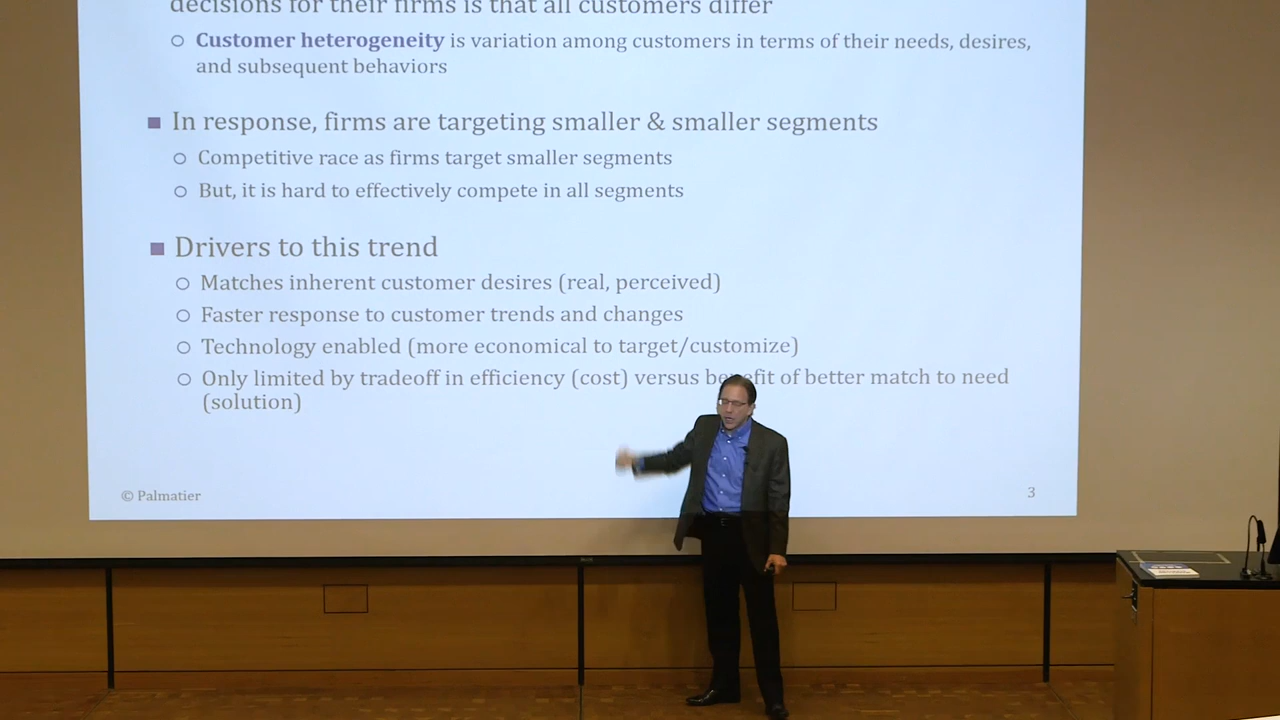 decisions for their firms is that all customers differ
○ Customer heterogeneity is variation among customers in terms of their needs, desires,
and subsequent behaviors
■ In response, firms are targeting smaller & smaller segments
○ Competitive race as firms target smaller segments
○ But, it is hard to effectively compete in all segments
■ Drivers to this trend
○ Matches inherent customer desires (real, perceived)
○ Faster response to customer trends and changes
○ Technology enabled (more economical to target/customize)
○ Only limited by tradeoff in efficiency (cost) versus benefit of better match to need
(solution)
© Palmatier
3